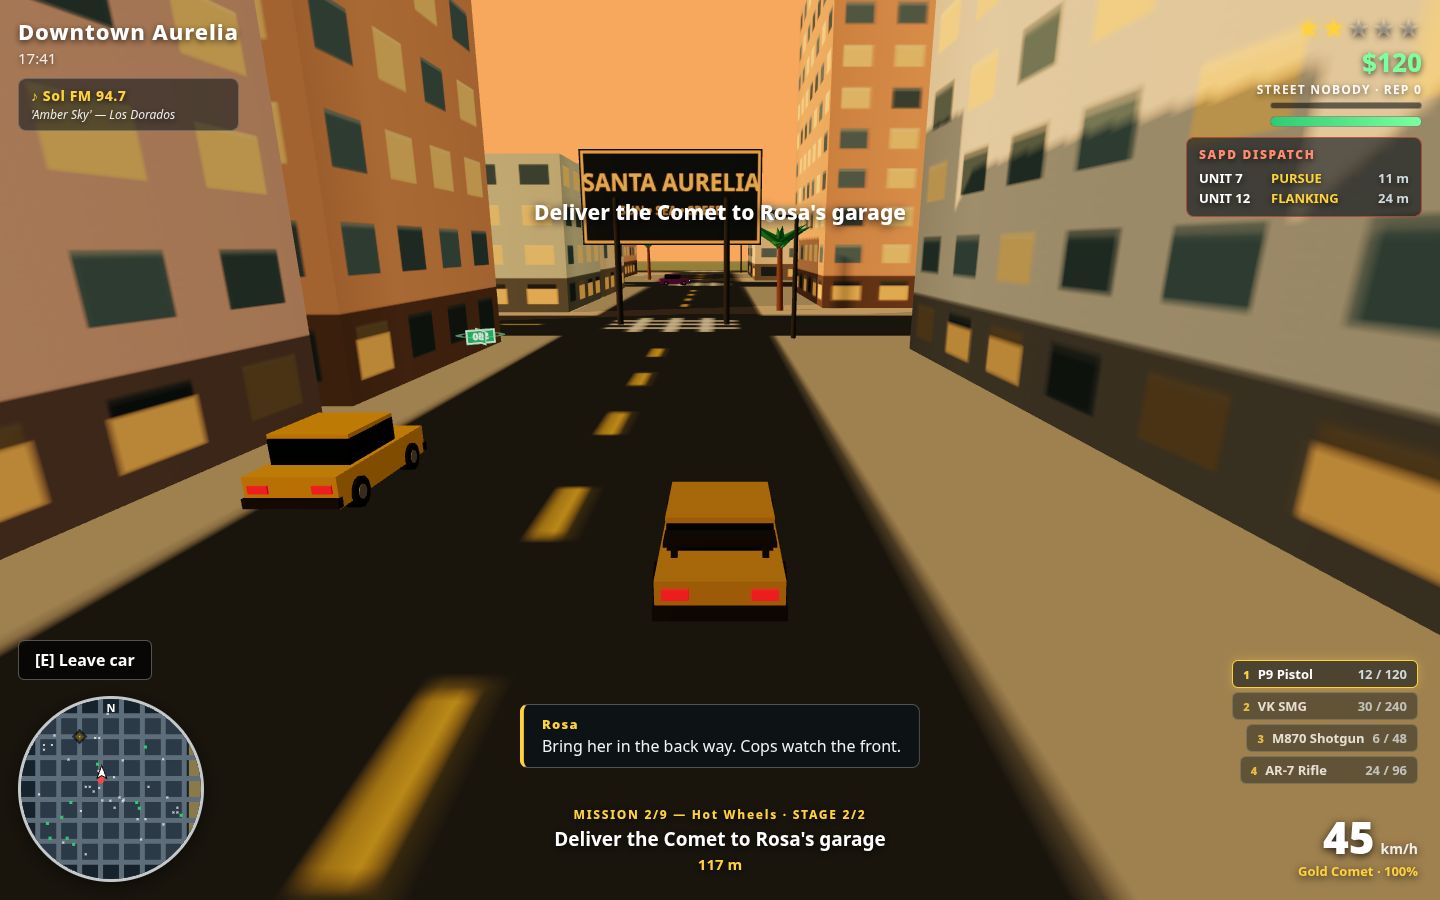 Downtown Aurelia
17:41
♪ Sol FM 94.7
'Amber Sky' — Los Dorados
$120
STREET NOBODY · REP 0
SAPD DISPATCH
UNIT 7 PURSUE 11 m
UNIT 12 FLANKING 24 m
SANTA AURELIA
Deliver the Comet to Rosa's garage
[E] Leave car
N
Rosa
Bring her in the back way. Cops watch the front.
MISSION 2/9 — Hot Wheels · STAGE 2/2
Deliver the Comet to Rosa's garage
117 m
1 P9 Pistol 12 / 120
2 VK SMG 30 / 240
3 M870 Shotgun 6 / 48
4 AR-7 Rifle 24 / 96
45 km/h
Gold Comet · 100%